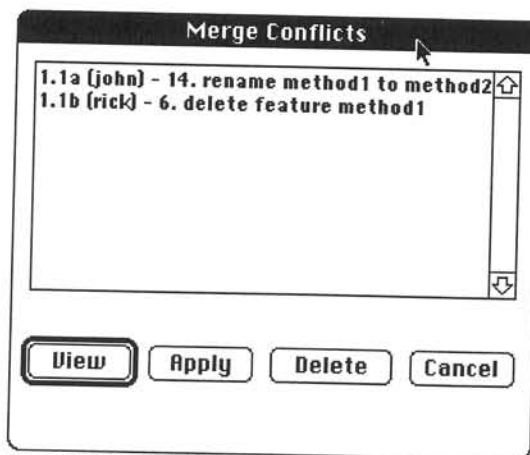 Merge Conflicts
1.1a (john) - 14. rename method1 to method2
1.1b (rick) - 6. delete feature method1
View Apply Delete Cancel